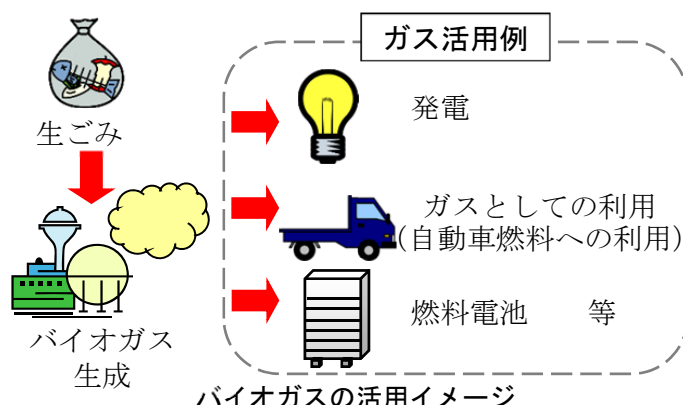 ガス活用例
生ごみ
発電
ガスとしての利用
(自動車燃料への利用)
バイオガス
生成
燃料電池　　等
バイオガスの活用イメージ